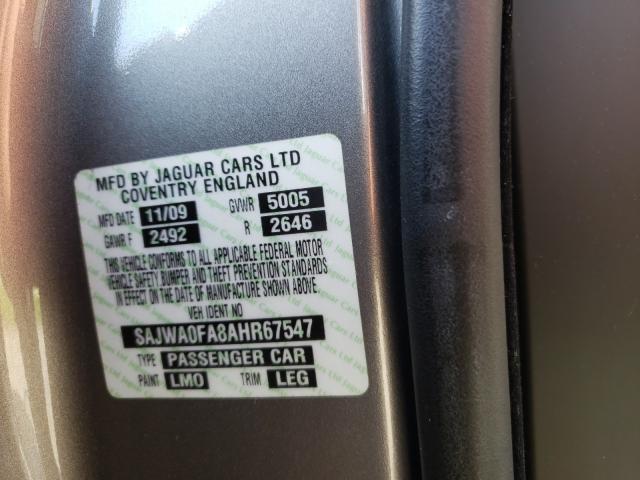 MFD BY JAGUAR CARS LTD
COVENTRY ENGLAND
MFD DATE 11/09 GVWR 5005
GAWR F 2492 R 2646
THIS VEHICLE CONFORMS TO ALL APPLICABLE FEDERAL MOTOR
VEHICLE SAFETY, BUMPER AND THEFT PREVENTION STANDARDS
IN EFFECT ON THE DATE OF MANUFACTURE SHOWN ABOVE.
VEH IDENT NO
SAJWA0FA8AHR67547
TYPE PASSENGER CAR
PAINT LMO TRIM LEG